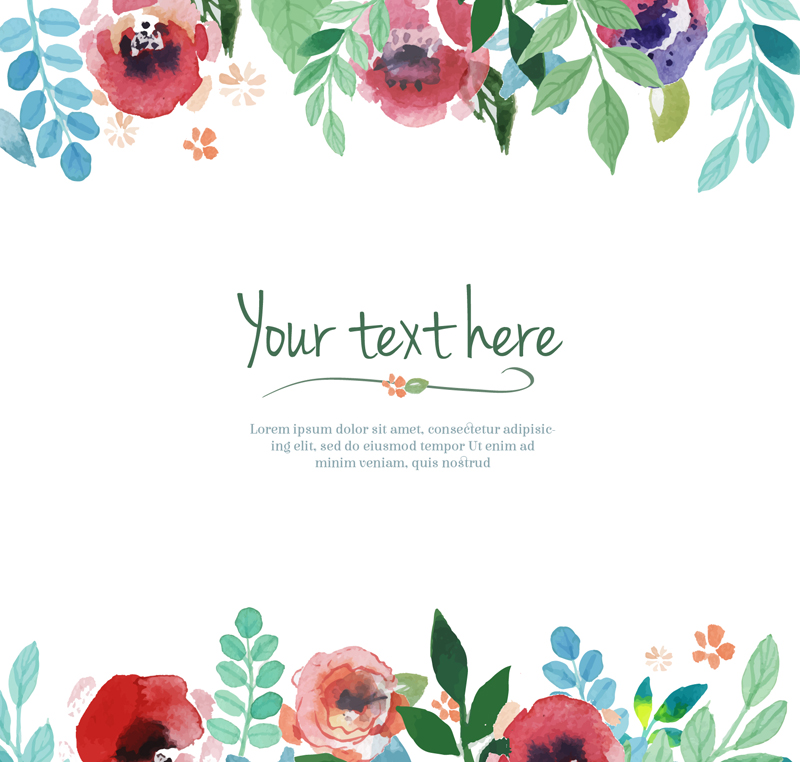 Your text here
Lorem ipsum dolor sit amet, consectetur adipisic-
ing elit, sed do eiusmod tempor Ut enim ad
minim veniam, quis nostrud